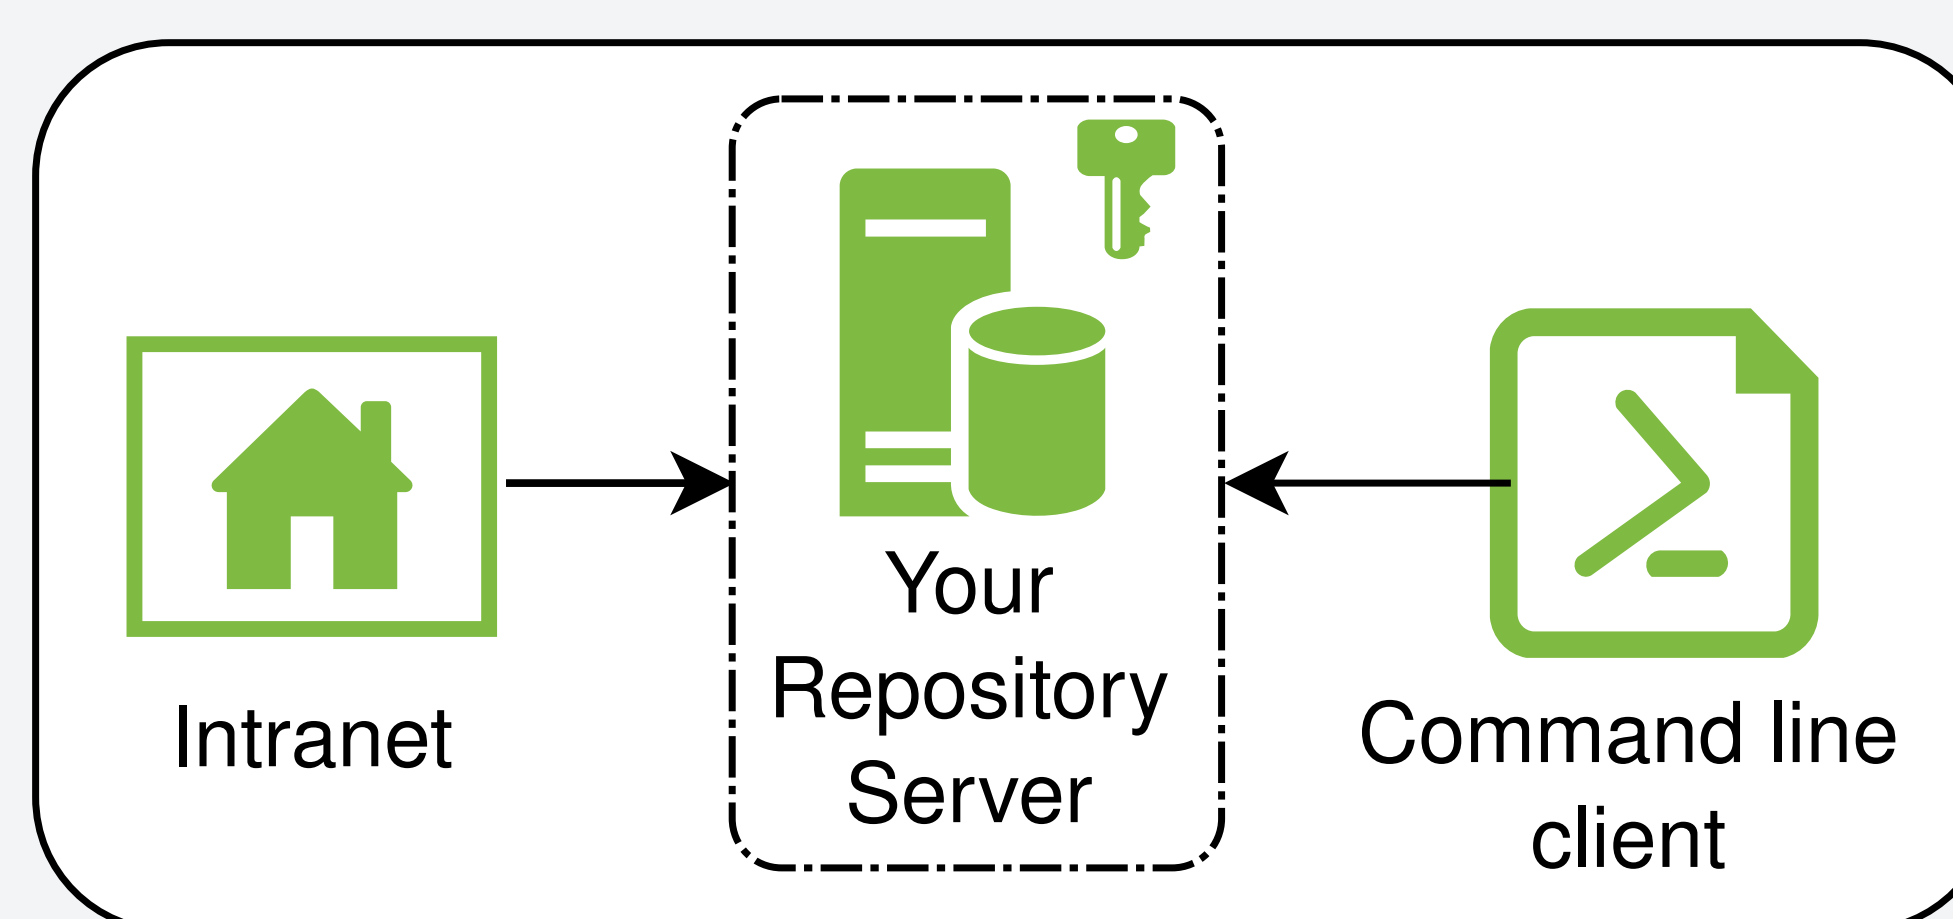 Intranet
Your
Repository
Server
Command line
client